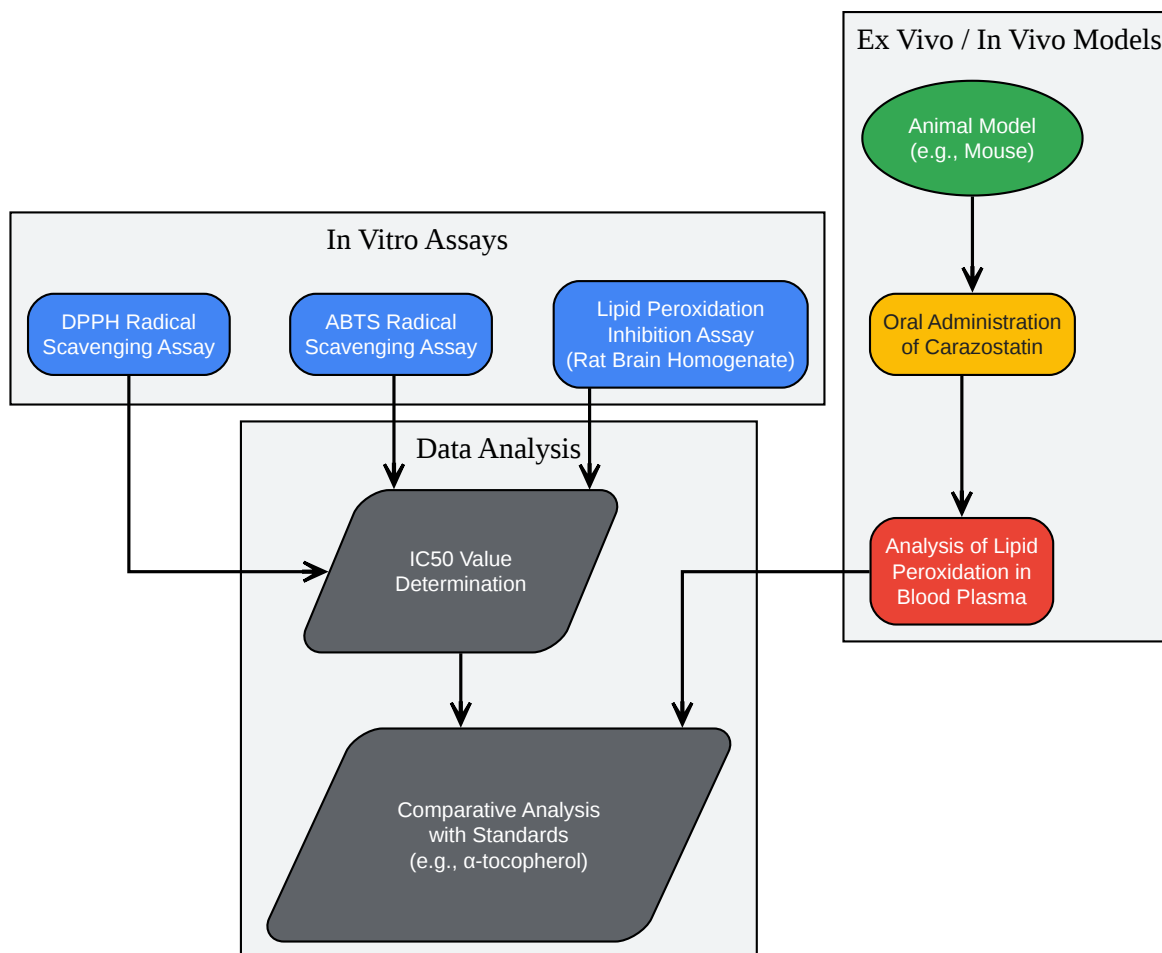 Ex Vivo / In Vivo Models
Animal Model
(e.g., Mouse)
Oral Administration
of Carazostatin
Analysis of Lipid
Peroxidation in
Blood Plasma
In Vitro Assays
DPPH Radical
Scavenging Assay
ABTS Radical
Scavenging Assay
Lipid Peroxidation
Inhibition Assay
(Rat Brain Homogenate)
Data Analysis
IC50 Value
Determination
Comparative Analysis
with Standards
(e.g., α-tocopherol)